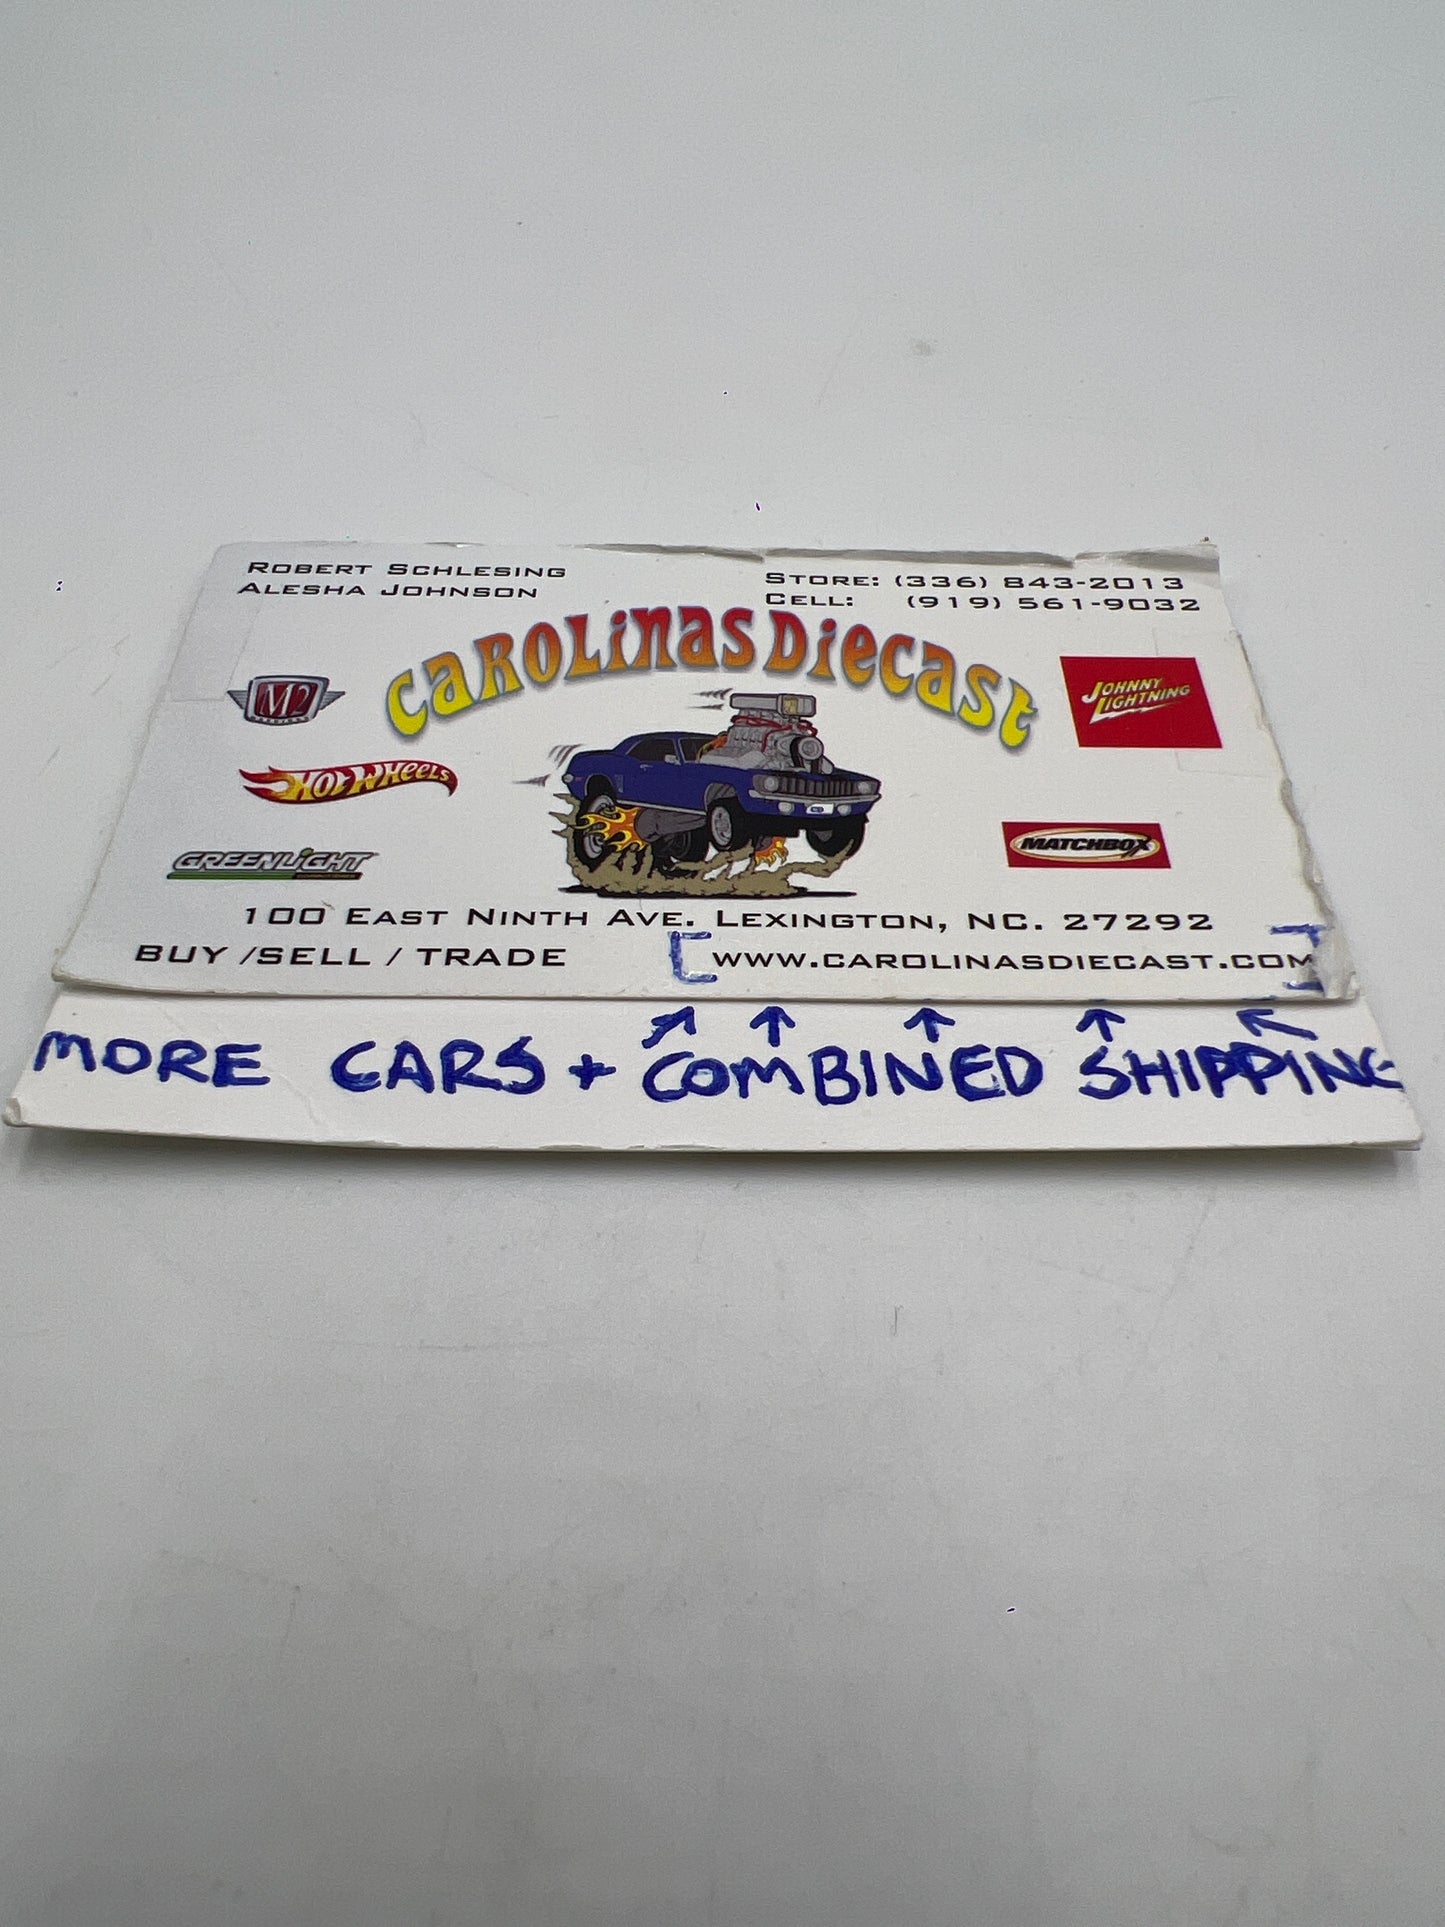 Robert Schlesing
Alesha Johnson
Store: (336) 843-2013
Cell: (919) 561-9032
Carolinas Diecast
M2
Johnny Lightning
Hot Wheels
GREENLIGHT
MATCHBOX
100 East Ninth Ave. Lexington, NC. 27292
BUY /SELL / TRADE
[www.carolinasdiecast.com]
MORE CARS + COMBINED SHIPPING